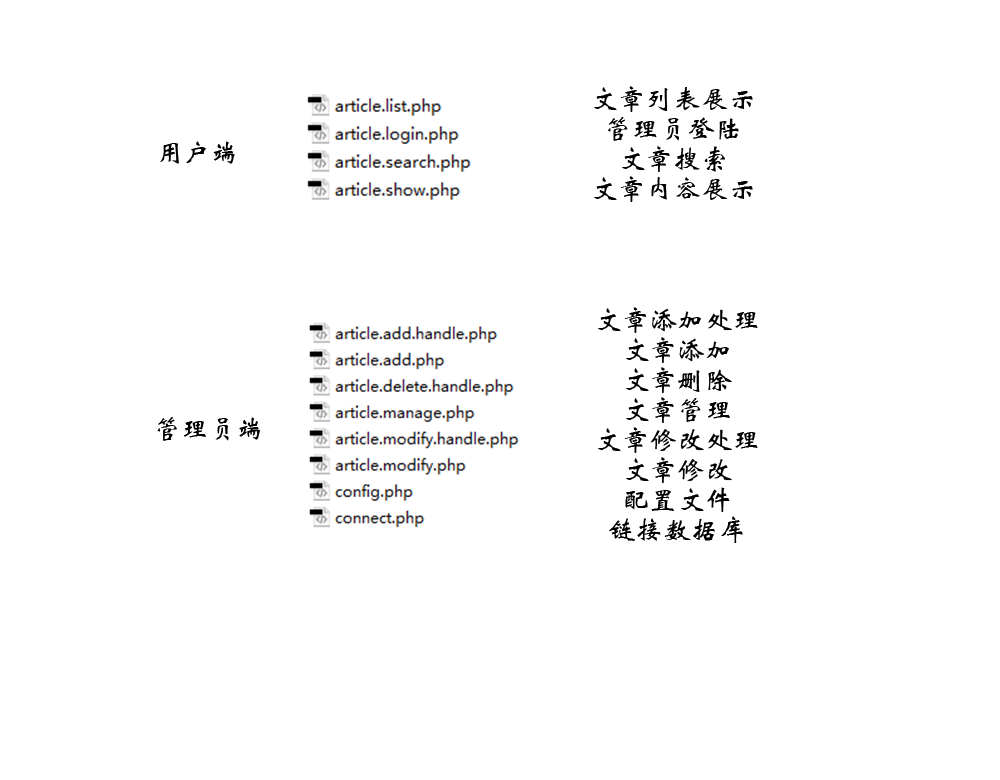 用户端
article.list.php 文章列表展示
article.login.php 管理员登陆
article.search.php 文章搜索
article.show.php 文章内容展示
管理员端
article.add.handle.php 文章添加处理
article.add.php 文章添加
article.delete.handle.php 文章删除
article.manage.php 文章管理
article.modify.handle.php 文章修改处理
article.modify.php 文章修改
config.php 配置文件
connect.php 链接数据库